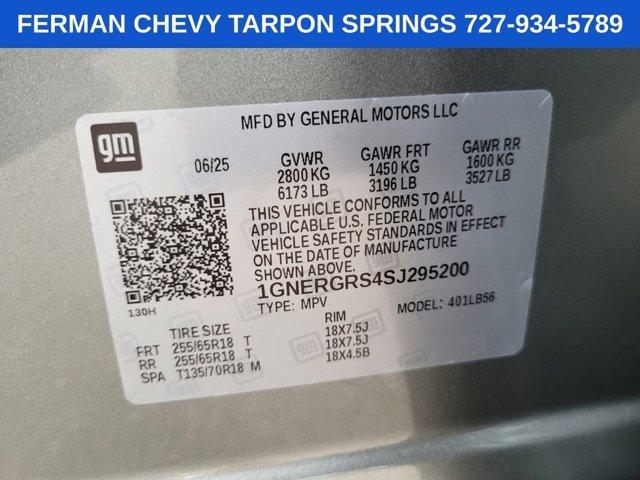 FERMAN CHEVY TARPON SPRINGS 727-934-5789
MFD BY GENERAL MOTORS LLC
gm
06/25 GVWR GAWR FRT GAWR RR
2800 KG 1450 KG 1600 KG
6173 LB 3196 LB 3527 LB
THIS VEHICLE CONFORMS TO ALL
APPLICABLE U.S. FEDERAL MOTOR
VEHICLE SAFETY STANDARDS IN EFFECT
ON THE DATE OF MANUFACTURE
SHOWN ABOVE.
1GNERGRS4SJ295200
130H
TYPE: MPV MODEL: 401LB56
TIRE SIZE RIM
FRT 255/65R18 T 18X7.5J
RR 255/65R18 T 18X7.5J
SPA T135/70R18 M 18X4.5B